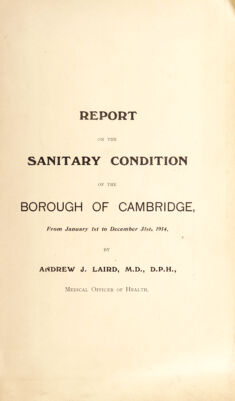 REPORT
ON THE
SANITARY CONDITION
OF THE
BOROUGH OF CAMBRIDGE,
From January 1st to December 31st, 1914,
BY
ANDREW J. LAIRD, M.D., D.P.H.,
Medical Officer of Health.